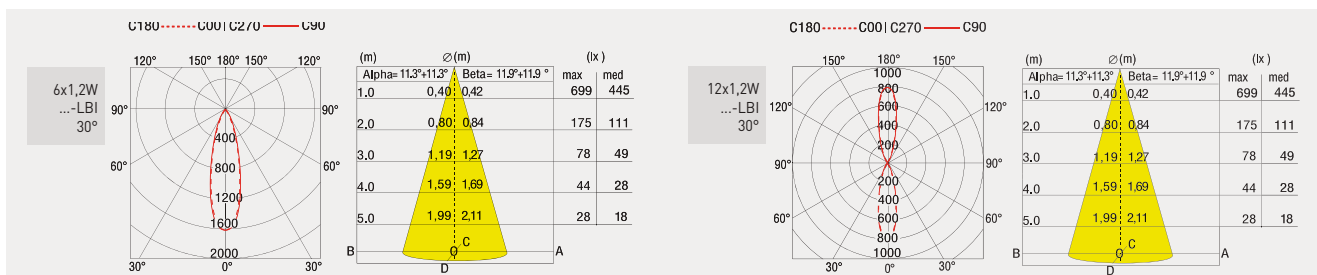 C180 C00 | C270 C90
6x1,2W
...-LBI
30°
120° 150° 180° 150° 120°
90° 90°
400
60° 800 60°
1200
1600
2000
30° 0° 30°
(m) ∅(m) (lx)
Alpha= 11.3°+11.3° Beta= 11.9°+11.9° max med
1.0 0,40 0,42 699 445
2,0 0,80 0,84 175 111
3.0 1,19 1,27 78 49
4.0 1,59 1,69 44 28
5.0 1,99 2,11 28 18
C
B O A
D
C180 C00 | C270 C90
12x1,2W
...-LBI
30°
150° 180° 150°
1000
120° 800 120°
600
400
200
90° 90°
200
400
60° 600 60°
800
1000
30° 0° 30°
(m) ∅(m) (lx)
Alpha= 11.3°+11.3° Beta= 11.9°+11.9° max med
1.0 0,40 0,42 699 445
2,0 0,80 0,84 175 111
3.0 1,19 1,27 78 49
4.0 1,59 1,69 44 28
5.0 1,99 2,11 28 18
C
B O A
D